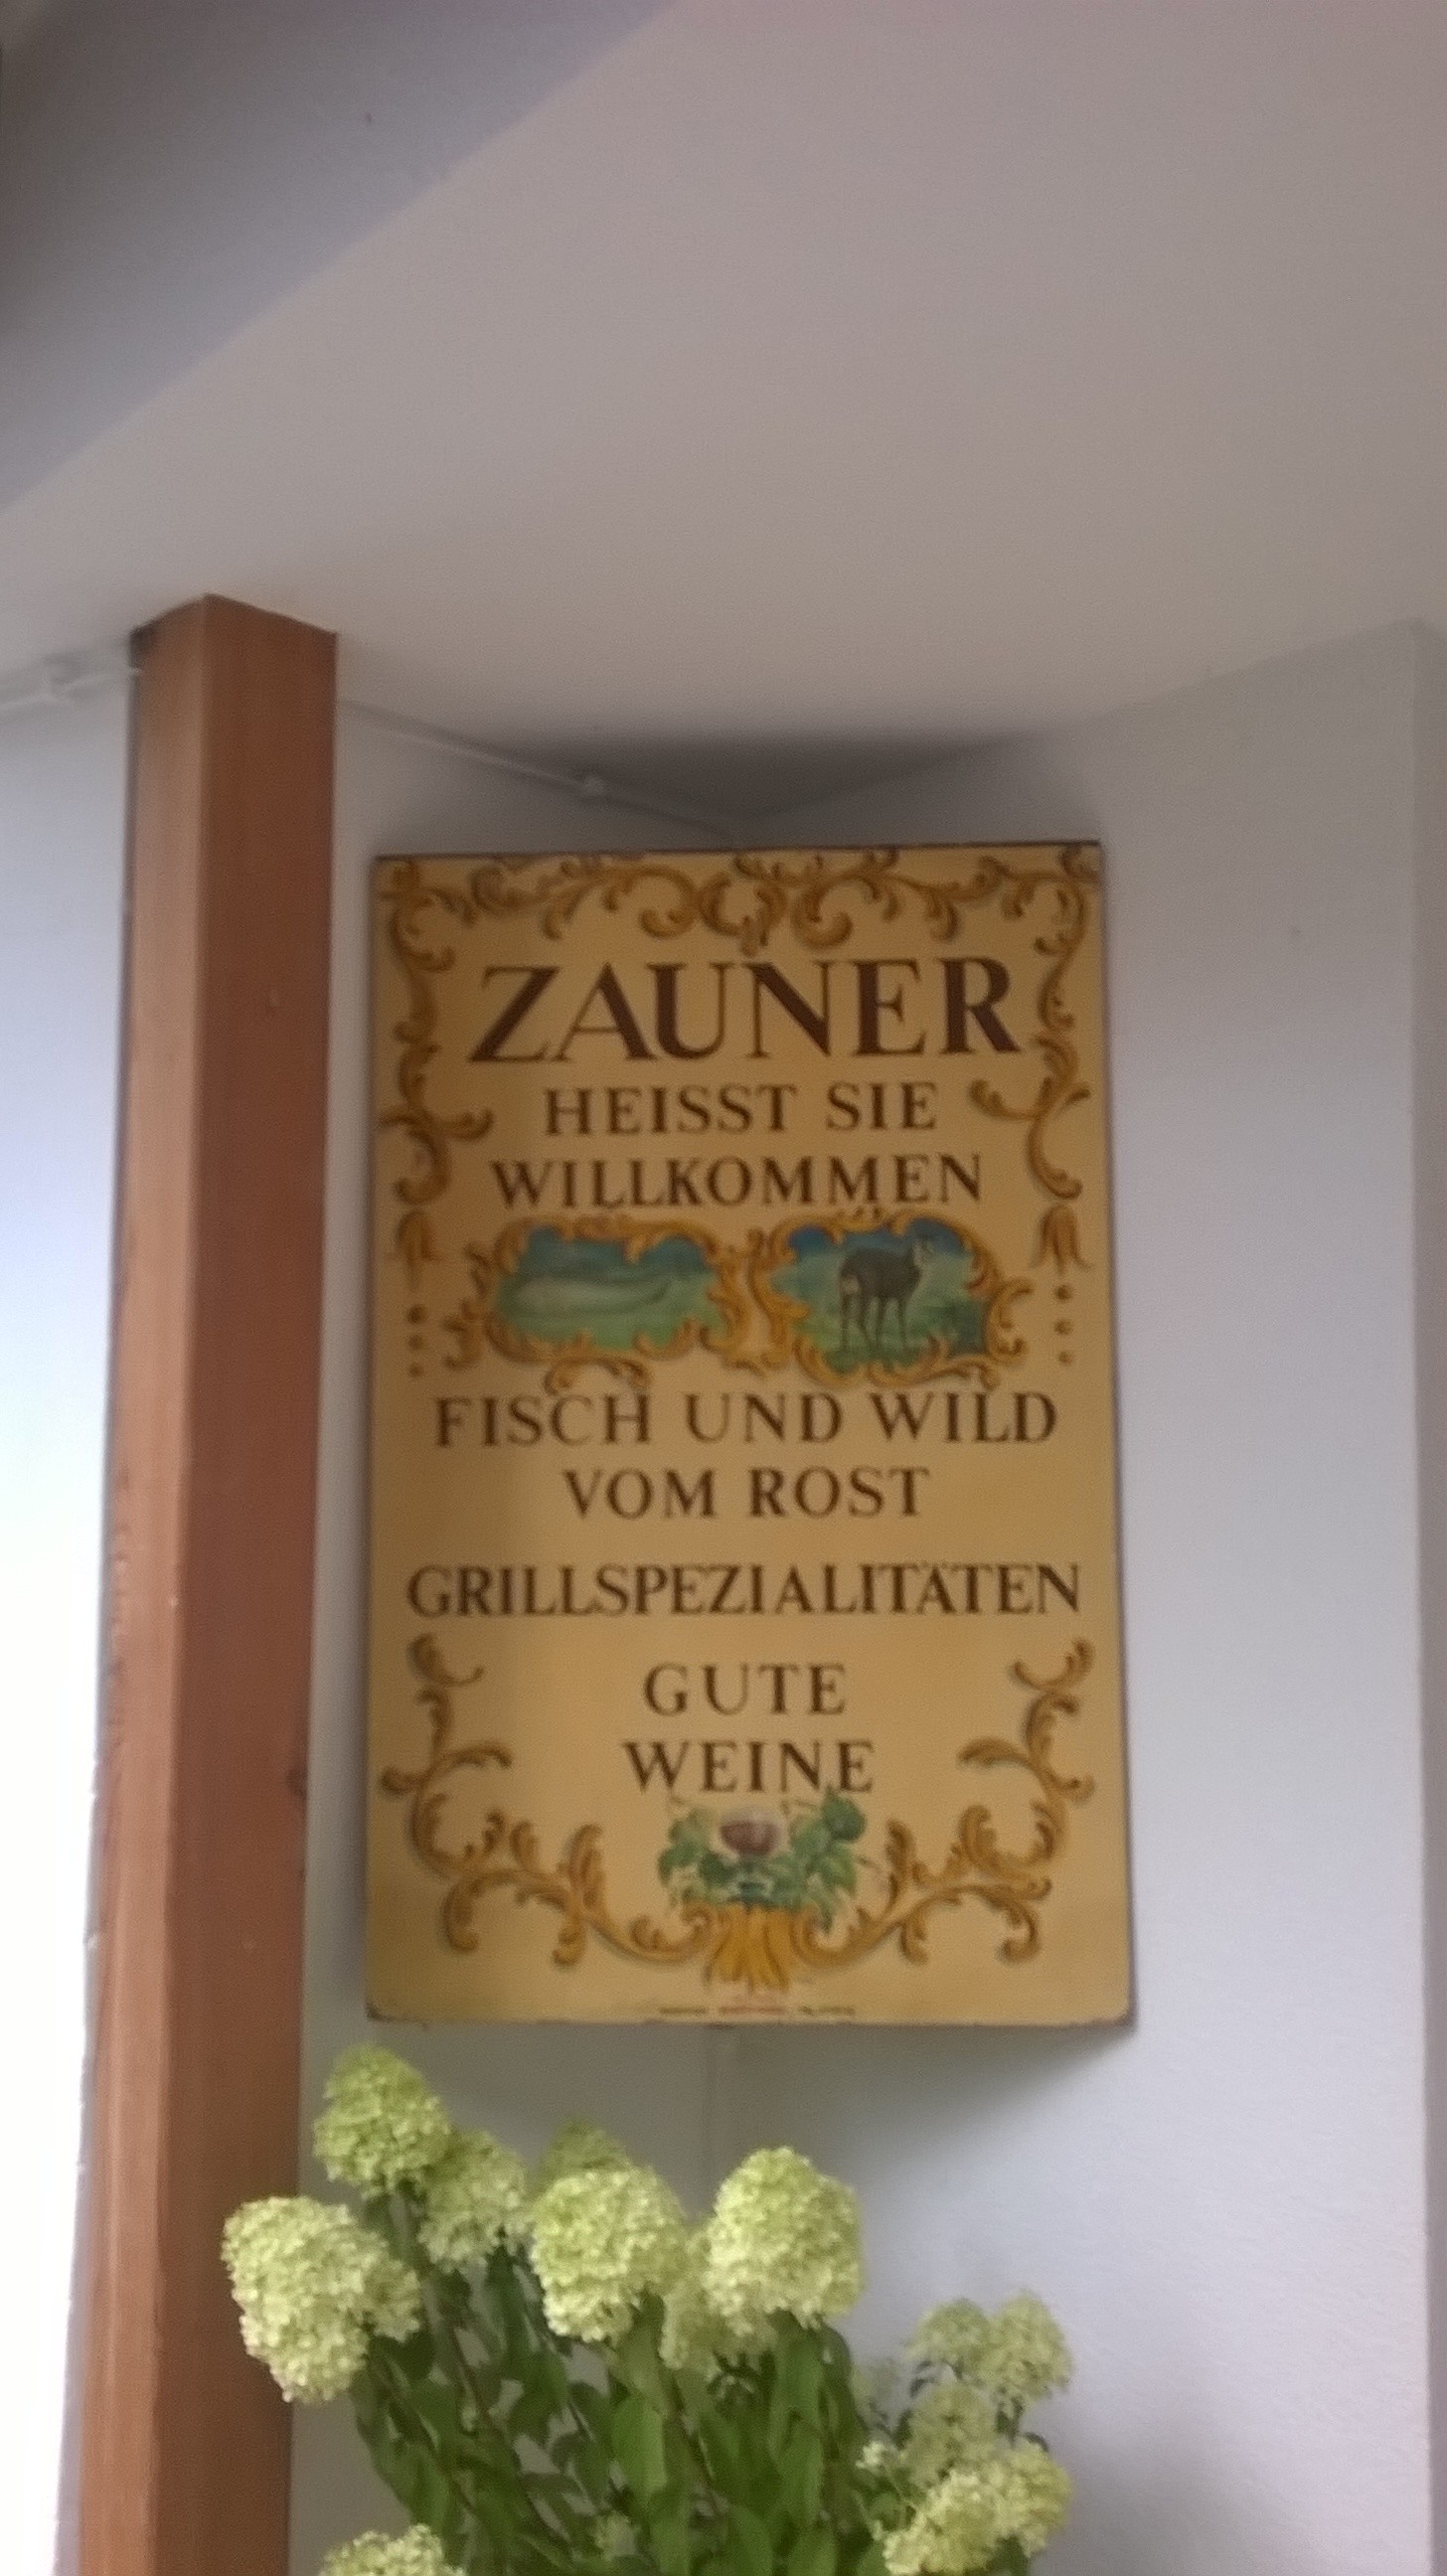 ZAUNER
HEISST SIE
WILLKOMMEN
FISCH UND WILD
VOM ROST
GRILLSPEZIALITÄTEN
GUTE
WEINE